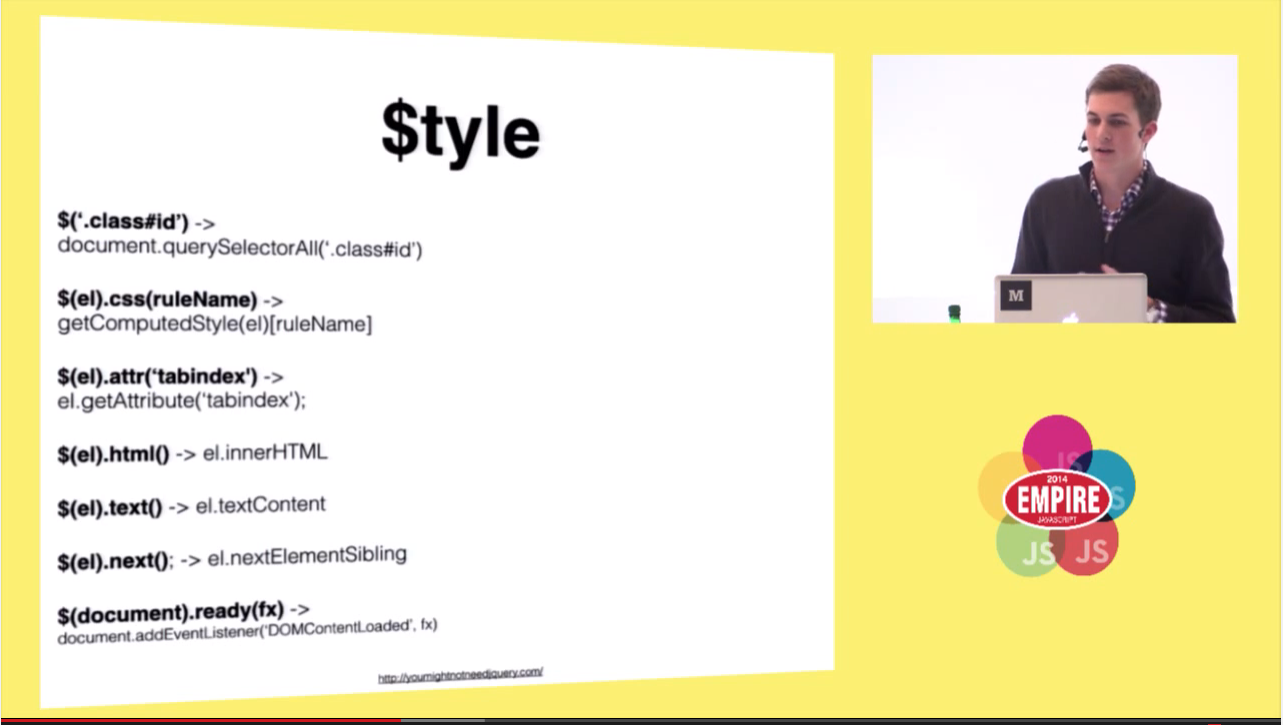 $tyle
$(‘.class#id’) ->
document.querySelectorAll(‘.class#id’)
$(el).css(ruleName) ->
getComputedStyle(el)[ruleName]
$(el).attr(‘tabindex’) ->
el.getAttribute(‘tabindex’);
$(el).html() -> el.innerHTML
$(el).text() -> el.textContent
$(el).next(); -> el.nextElementSibling
$(document).ready(fx) ->
document.addEventListener(‘DOMContentLoaded’, fx)
http://youmightnotneedjquery.com/
M
JS
2014
EMPIRE
JAVASCRIPT
JS
JS
JS